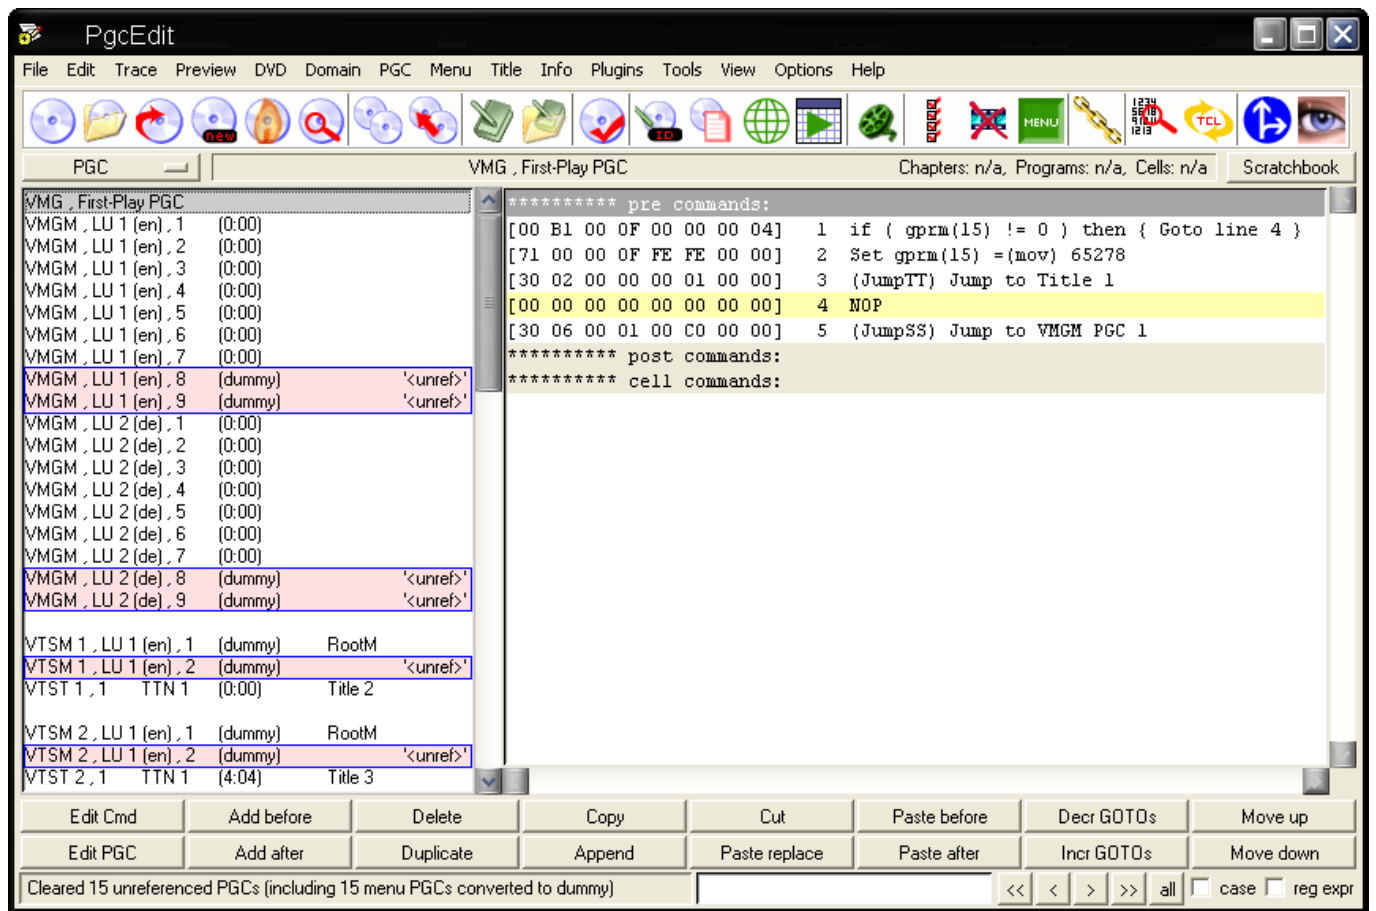 PgcEdit
File Edit Trace Preview DVD Domain PGC Menu Title Info Plugins Tools View Options Help
new ID MENU TCL
PGC VMG , First-Play PGC Chapters: n/a, Programs: n/a, Cells: n/a Scratchbook
VMG , First-Play PGC
VMGM , LU 1 (en) , 1 (0:00)
VMGM , LU 1 (en) , 2 (0:00)
VMGM , LU 1 (en) , 3 (0:00)
VMGM , LU 1 (en) , 4 (0:00)
VMGM , LU 1 (en) , 5 (0:00)
VMGM , LU 1 (en) , 6 (0:00)
VMGM , LU 1 (en) , 7 (0:00)
VMGM , LU 1 (en) , 8 (dummy) '<unref>'
VMGM , LU 1 (en) , 9 (dummy) '<unref>'
VMGM , LU 2 (de) , 1 (0:00)
VMGM , LU 2 (de) , 2 (0:00)
VMGM , LU 2 (de) , 3 (0:00)
VMGM , LU 2 (de) , 4 (0:00)
VMGM , LU 2 (de) , 5 (0:00)
VMGM , LU 2 (de) , 6 (0:00)
VMGM , LU 2 (de) , 7 (0:00)
VMGM , LU 2 (de) , 8 (dummy) '<unref>'
VMGM , LU 2 (de) , 9 (dummy) '<unref>'
VTSM 1 , LU 1 (en) , 1 (dummy) RootM
VTSM 1 , LU 1 (en) , 2 (dummy) '<unref>'
VTST 1 , 1 TTN 1 (0:00) Title 2
VTSM 2 , LU 1 (en) , 1 (dummy) RootM
VTSM 2 , LU 1 (en) , 2 (dummy) '<unref>'
VTST 2 , 1 TTN 1 (4:04) Title 3
********** pre commands:
[00 B1 00 0F 00 00 00 04] 1 if ( gprm(15) != 0 ) then { Goto line 4 }
[71 00 00 0F FE FE 00 00] 2 Set gprm(15) =(mov) 65278
[30 02 00 00 00 01 00 00] 3 (JumpTT) Jump to Title 1
[00 00 00 00 00 00 00 00] 4 NOP
[30 06 00 01 00 C0 00 00] 5 (JumpSS) Jump to VMGM PGC 1
********** post commands:
********** cell commands:
Edit Cmd Add before Delete Copy Cut Paste before Decr GOTOs Move up
Edit PGC Add after Duplicate Append Paste replace Paste after Incr GOTOs Move down
Cleared 15 unreferenced PGCs (including 15 menu PGCs converted to dummy) << < > >> all case reg expr